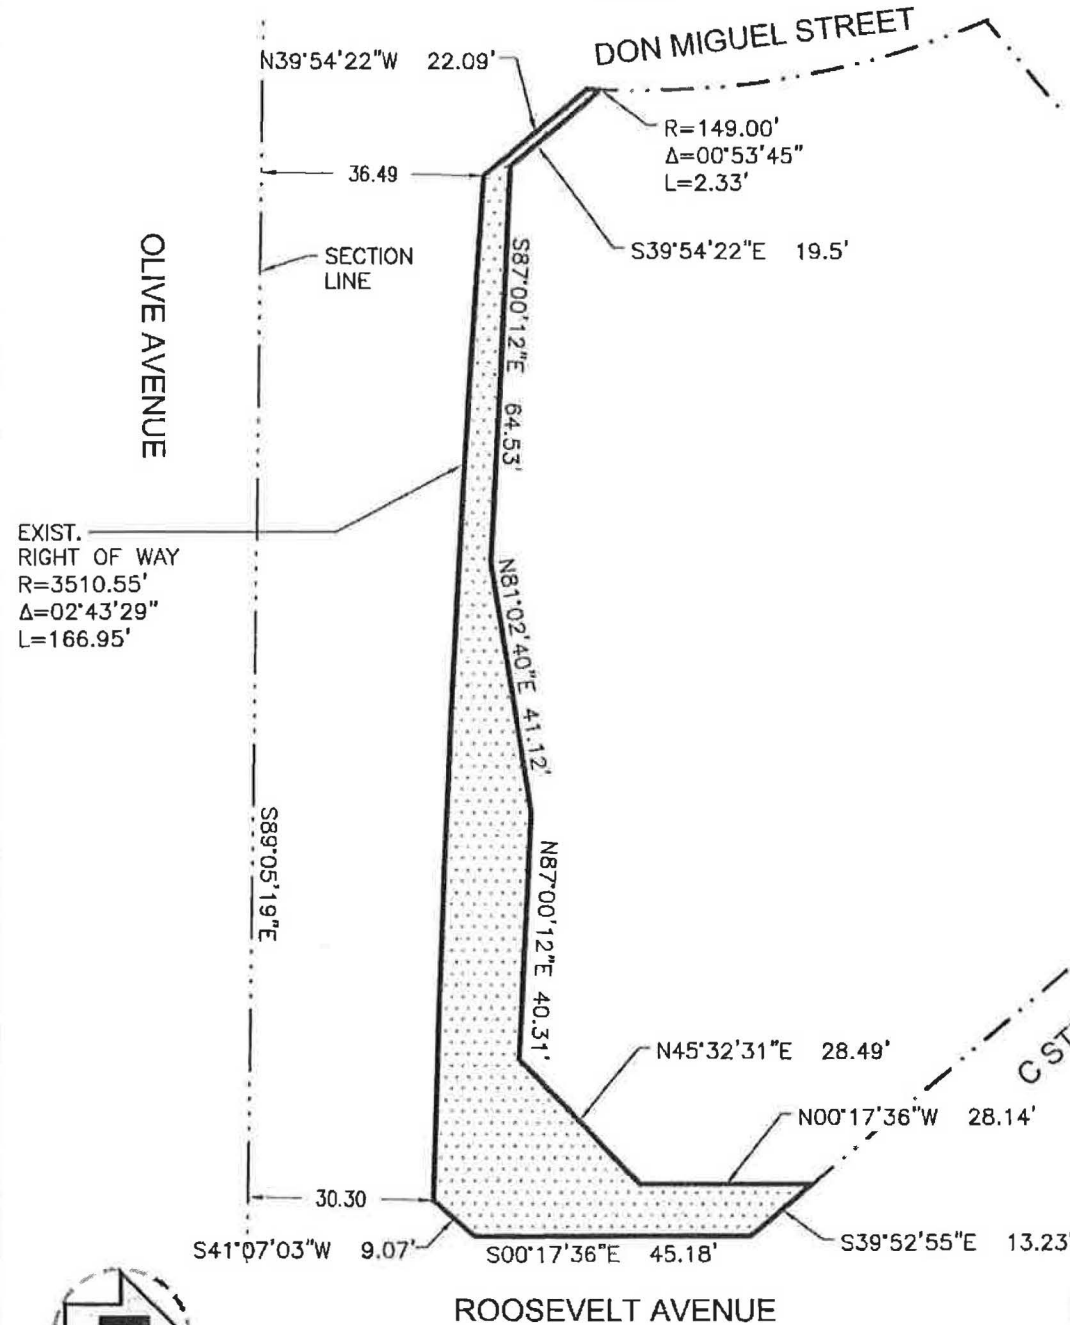 DON MIGUEL STREET
N39°54'22"W 22.09'
R=149.00'
Δ=00°53'45"
L=2.33'
36.49
S39°54'22"E 19.5'
SECTION
LINE
OLIVE AVENUE
S87°00'12"E 64.53'
EXIST.
RIGHT OF WAY
R=3510.55'
Δ=02°43'29"
L=166.95'
N81°02'40"E 41.12'
S89°05'19"E
N87°00'12"E 40.31'
N45°32'31"E 28.49'
C ST
N00°17'36"W 28.14'
30.30
S41°07'03"W 9.07'
S00°17'36"E 45.18'
S39°52'55"E 13.23'
ROOSEVELT AVENUE